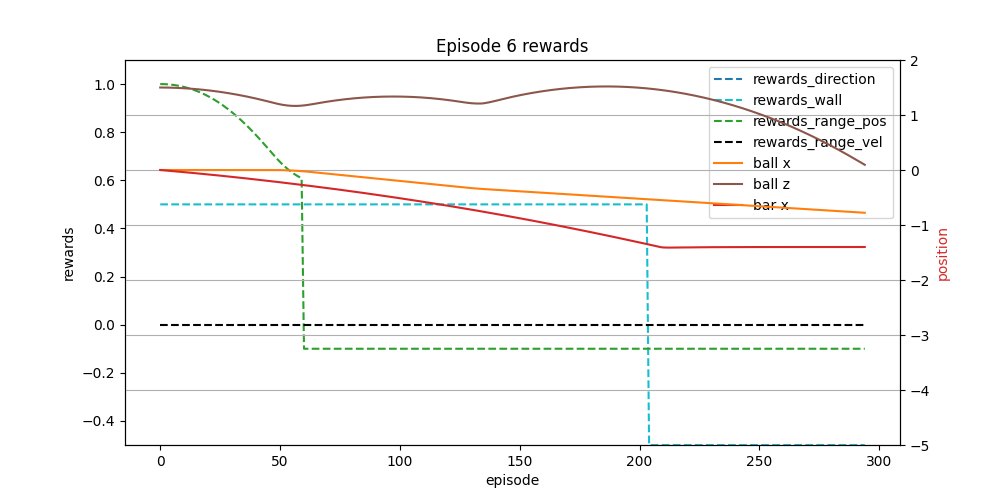 Episode 6 rewards
rewards_direction
rewards_wall
rewards_range_pos
rewards_range_vel
ball x
ball z
bar x
1.0
0.8
0.6
0.4
0.2
0.0
−0.2
−0.4
rewards
2
1
0
−1
−2
−3
−4
−5
position
0 50 100 150 200 250 300
episode